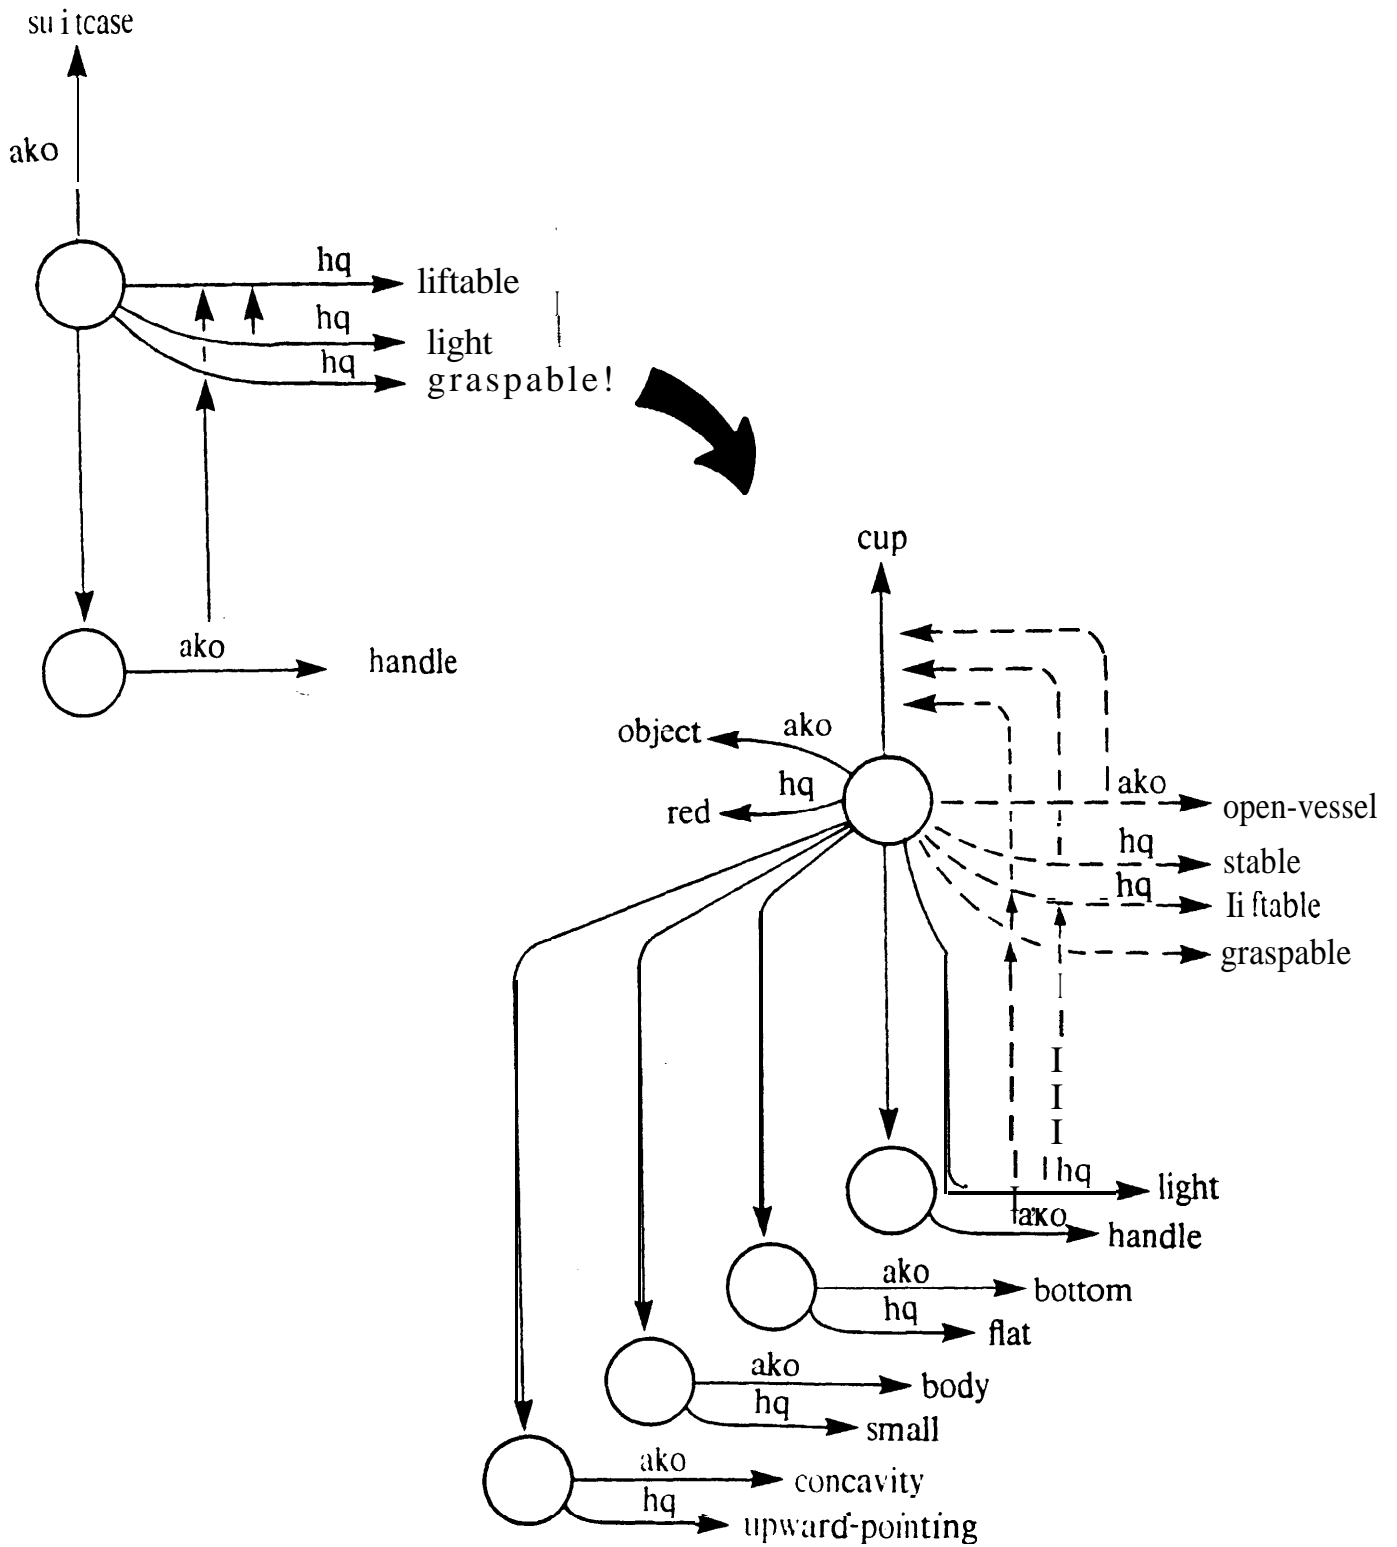 suitcase
ako
hq
liftable
hq
light
hq
graspable!
ako
handle
cup
object
ako
hq
red
ako
open-vessel
hq
stable
hq
Ii ftable
graspable
hq
light
ako
handle
ako
bottom
hq
flat
ako
body
hq
small
ako
concavity
hq
upward-pointing